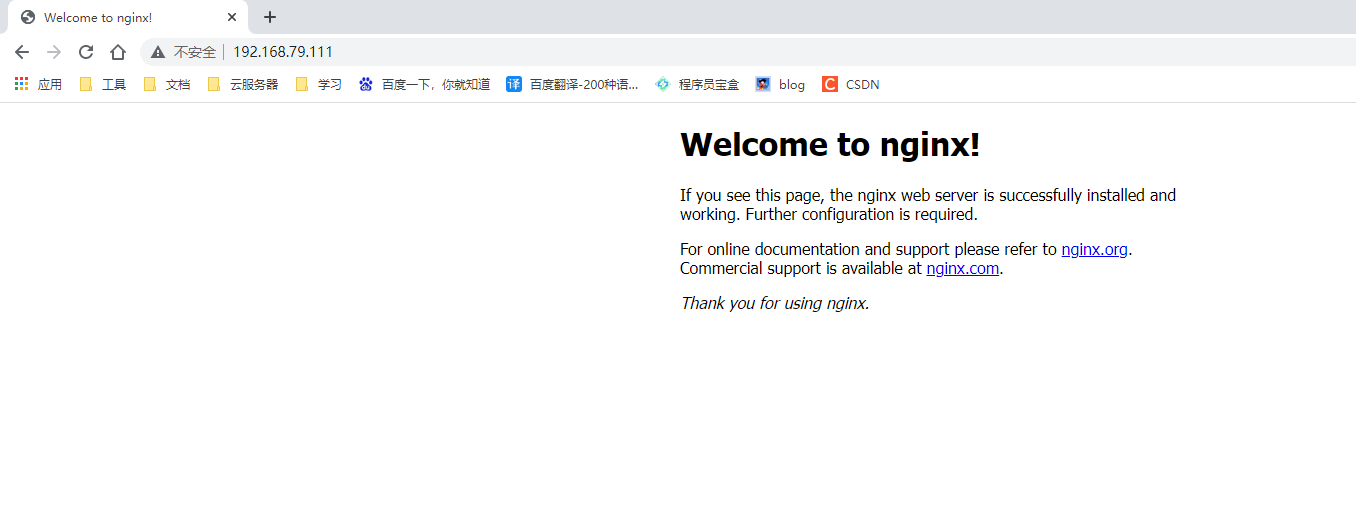 Welcome to nginx!
不安全 192.168.79.111
应用 工具 文档 云服务器 学习 百度一下，你就知道 译 百度翻译-200种语... 程序员宝盒 blog C CSDN
Welcome to nginx!
If you see this page, the nginx web server is successfully installed and
working. Further configuration is required.
For online documentation and support please refer to nginx.org.
Commercial support is available at nginx.com.
Thank you for using nginx.